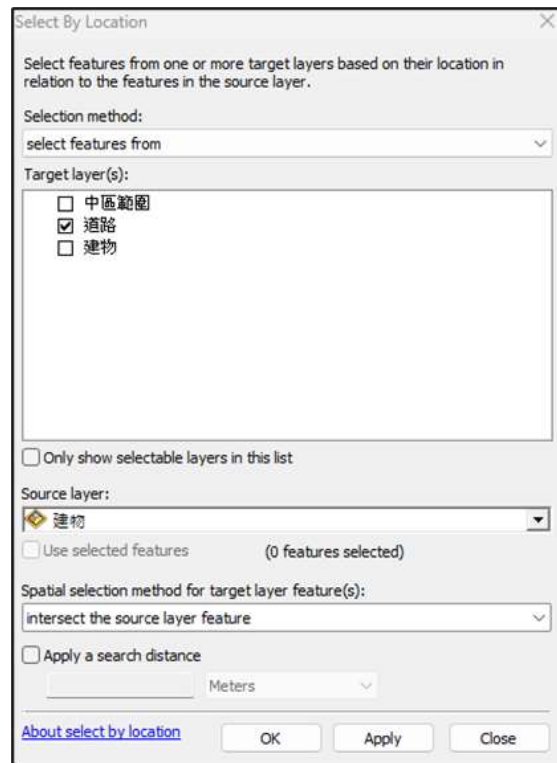 Select By Location
Select features from one or more target layers based on their location in
relation to the features in the source layer.
Selection method:
select features from
Target layer(s):
中區範圍
道路
建物
Only show selectable layers in this list
Source layer:
建物
Use selected features (0 features selected)
Spatial selection method for target layer feature(s):
intersect the source layer feature
Apply a search distance
Meters
About select by location OK Apply Close